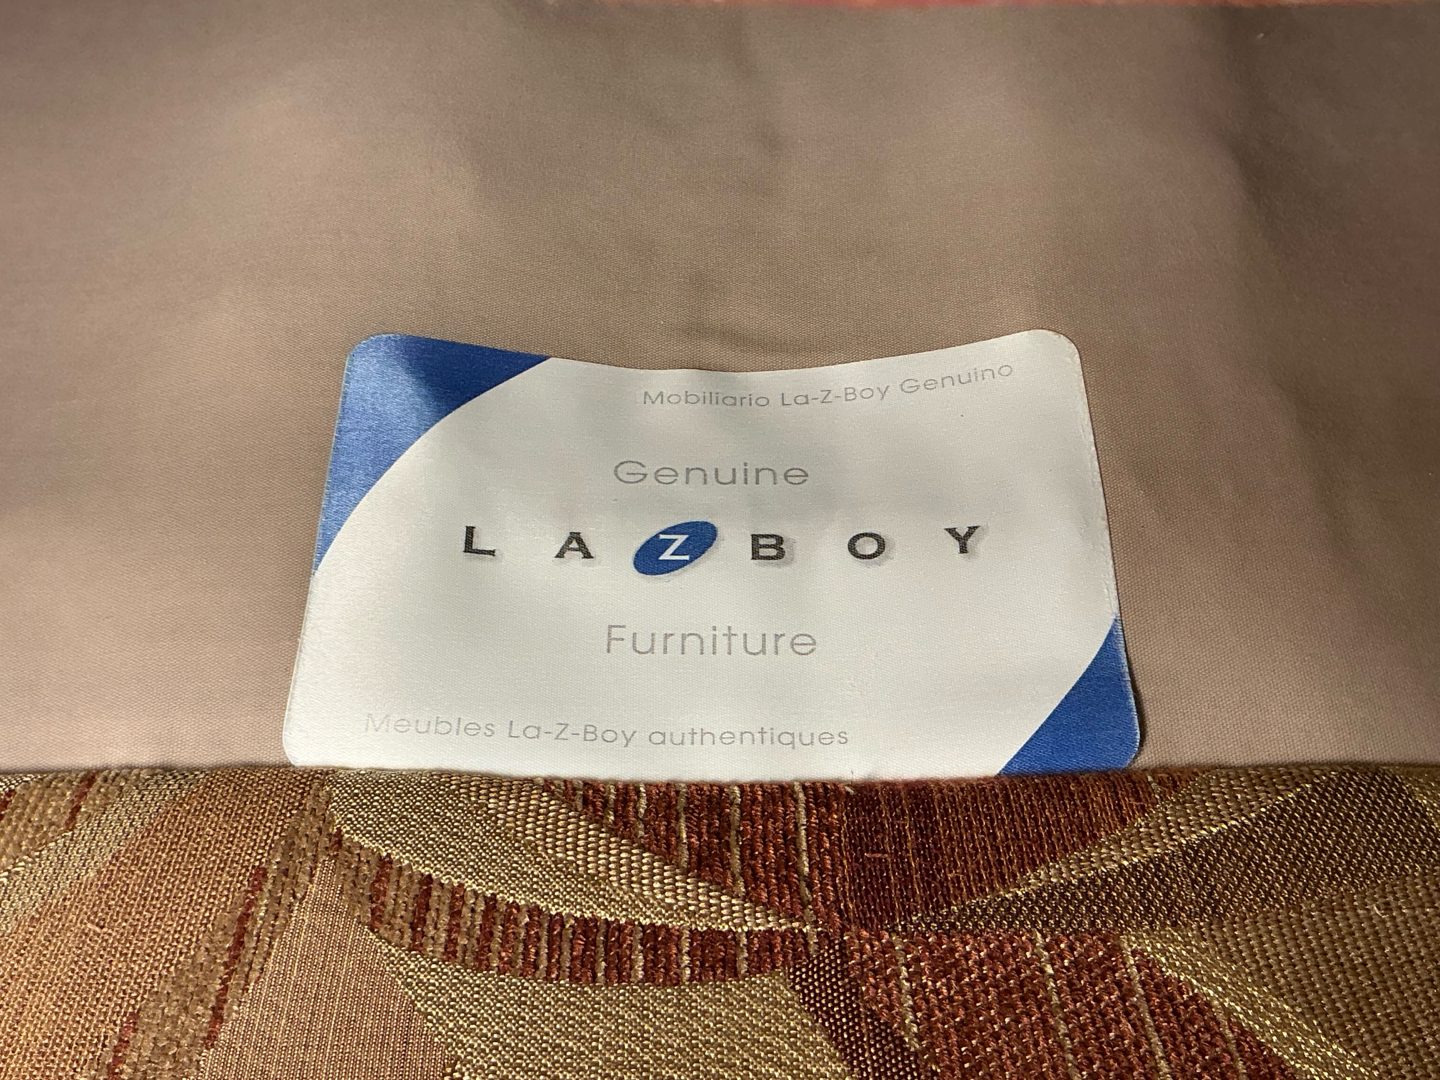 Mobiliario La-Z-Boy Genuino
Genuine
LAZBOY
Furniture
Meubles La-Z-Boy authentiques